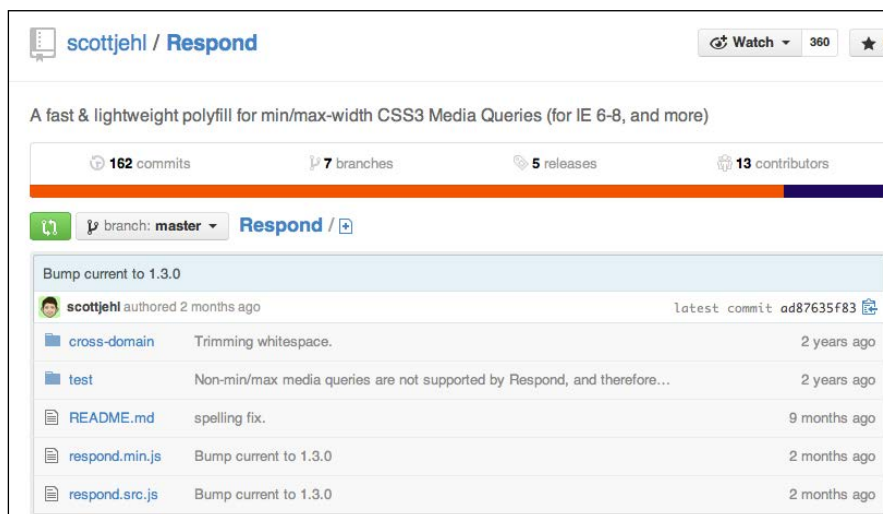 scottjehl / Respond Watch 360
A fast & lightweight polyfill for min/max-width CSS3 Media Queries (for IE 6-8, and more)
162 commits 7 branches 5 releases 13 contributors
branch: master Respond /
Bump current to 1.3.0
scottjehl authored 2 months ago latest commit ad87635f83
cross-domain Trimming whitespace. 2 years ago
test Non-min/max media queries are not supported by Respond, and therefore… 2 years ago
README.md spelling fix. 9 months ago
respond.min.js Bump current to 1.3.0 2 months ago
respond.src.js Bump current to 1.3.0 2 months ago